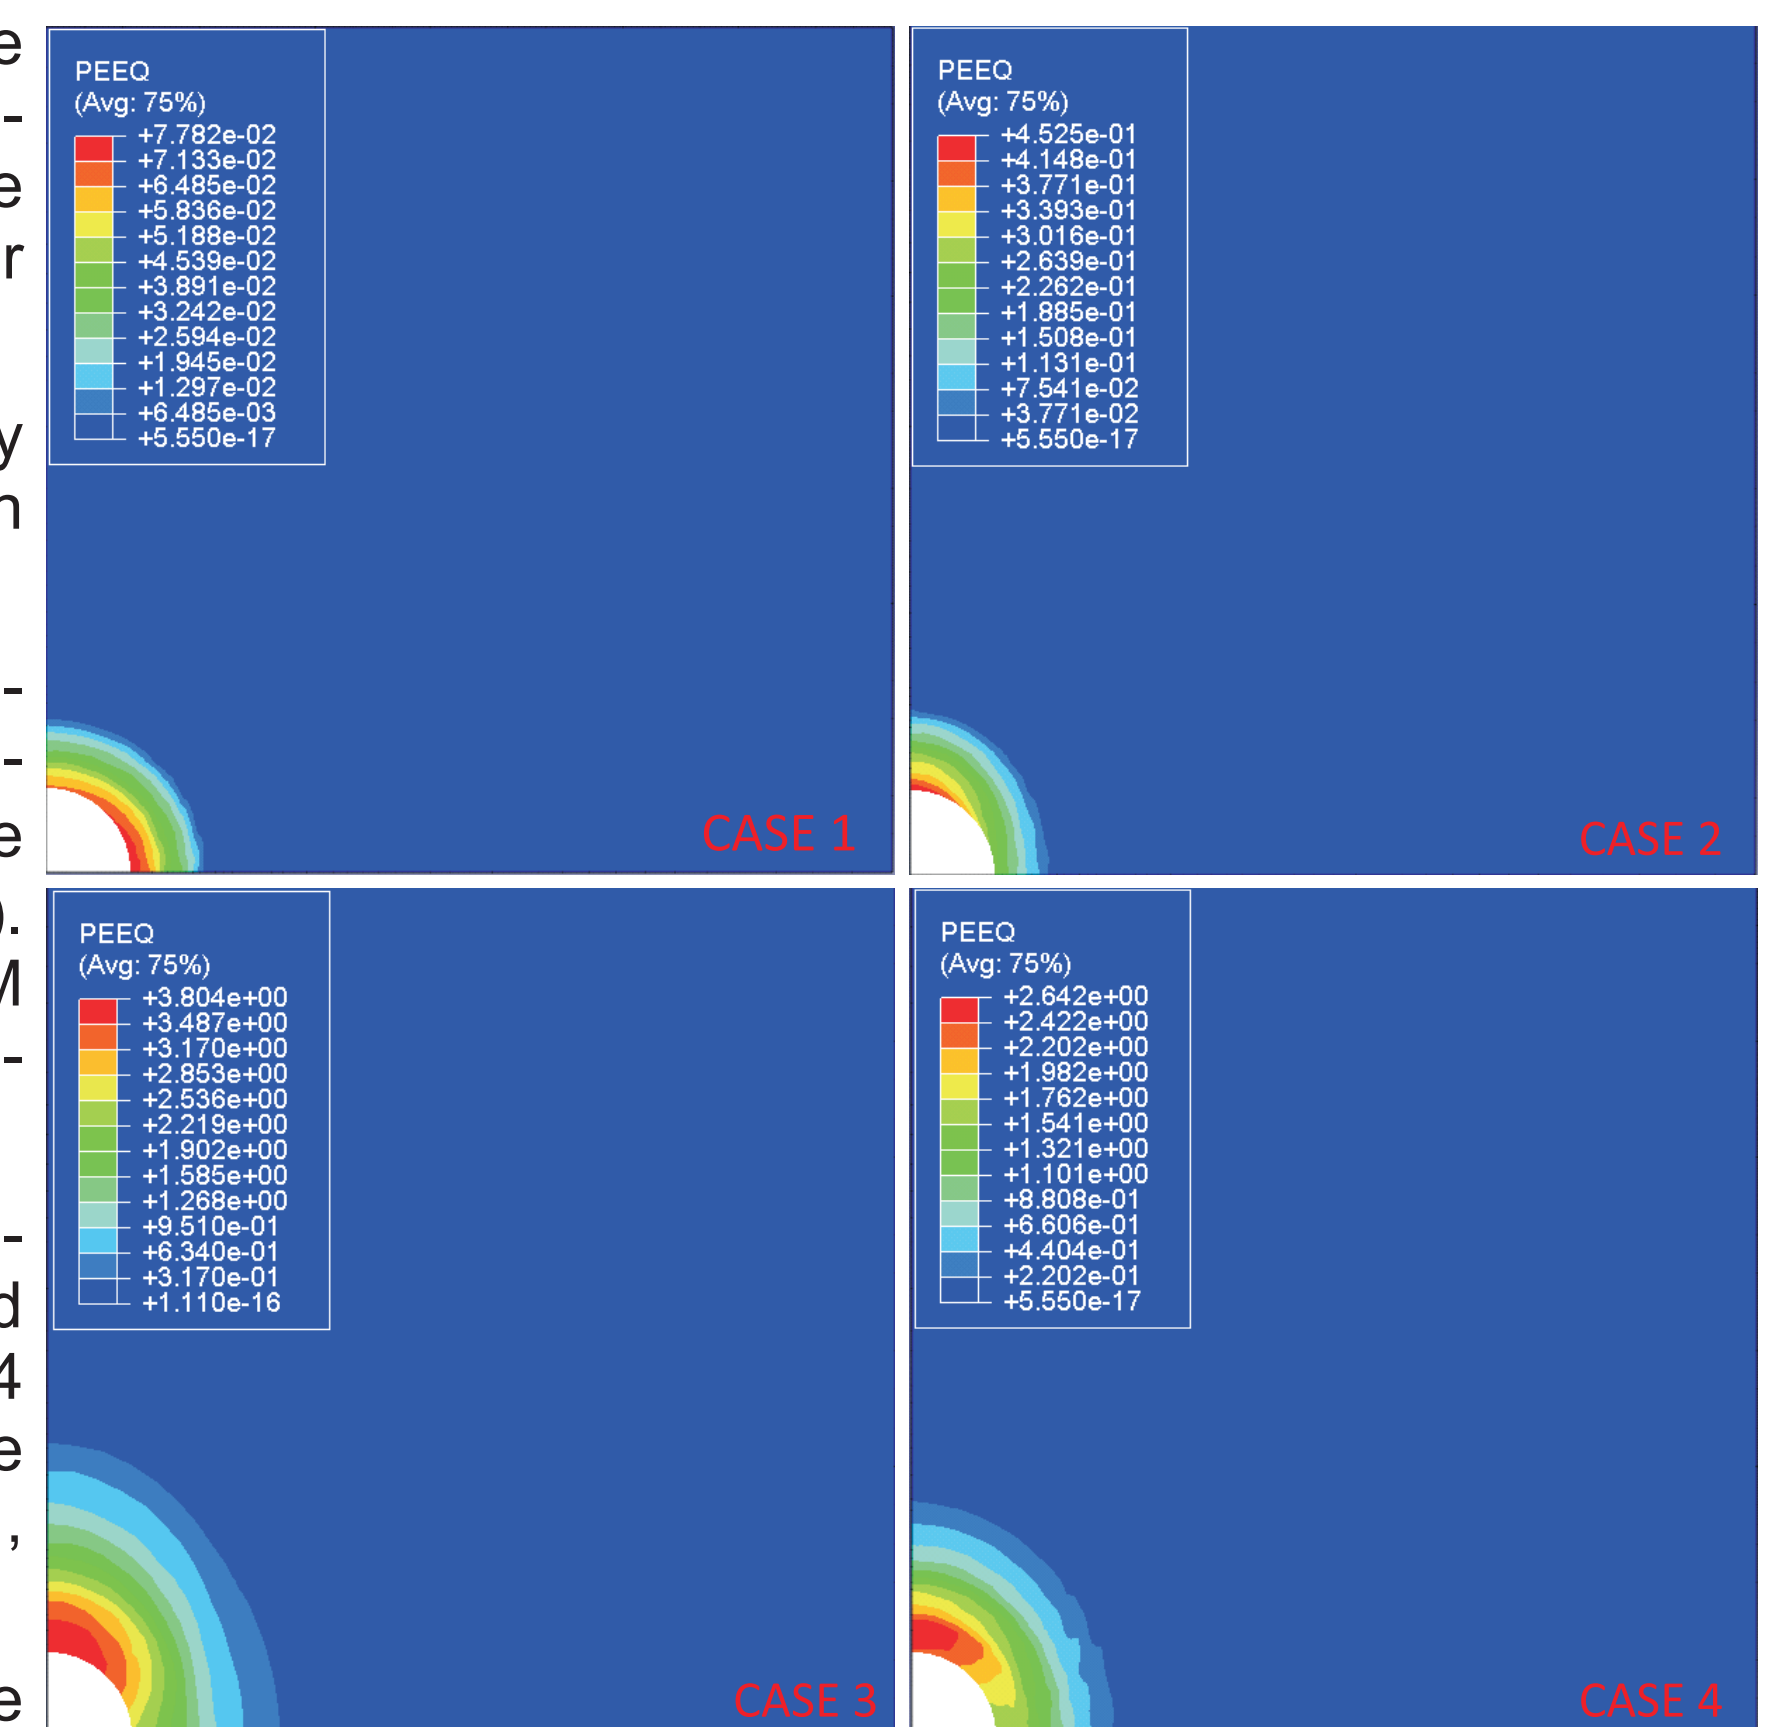 e
-
e
r
y
n
-
-
e
).
M
-
-
d
4
e
,
e
PEEQ
(Avg: 75%)
+7.782e-02
+7.133e-02
+6.485e-02
+5.836e-02
+5.188e-02
+4.539e-02
+3.891e-02
+3.242e-02
+2.594e-02
+1.945e-02
+1.297e-02
+6.485e-03
+5.550e-17
CASE 1
PEEQ
(Avg: 75%)
+4.525e-01
+4.148e-01
+3.771e-01
+3.393e-01
+3.016e-01
+2.639e-01
+2.262e-01
+1.885e-01
+1.508e-01
+1.131e-01
+7.541e-02
+3.771e-02
+5.550e-17
CASE 2
PEEQ
(Avg: 75%)
+3.804e+00
+3.487e+00
+3.170e+00
+2.853e+00
+2.536e+00
+2.219e+00
+1.902e+00
+1.585e+00
+1.268e+00
+9.510e-01
+6.340e-01
+3.170e-01
+1.110e-16
CASE 3
PEEQ
(Avg: 75%)
+2.642e+00
+2.422e+00
+2.202e+00
+1.982e+00
+1.762e+00
+1.541e+00
+1.321e+00
+1.101e+00
+8.808e-01
+6.606e-01
+4.404e-01
+2.202e-01
+5.550e-17
CASE 4